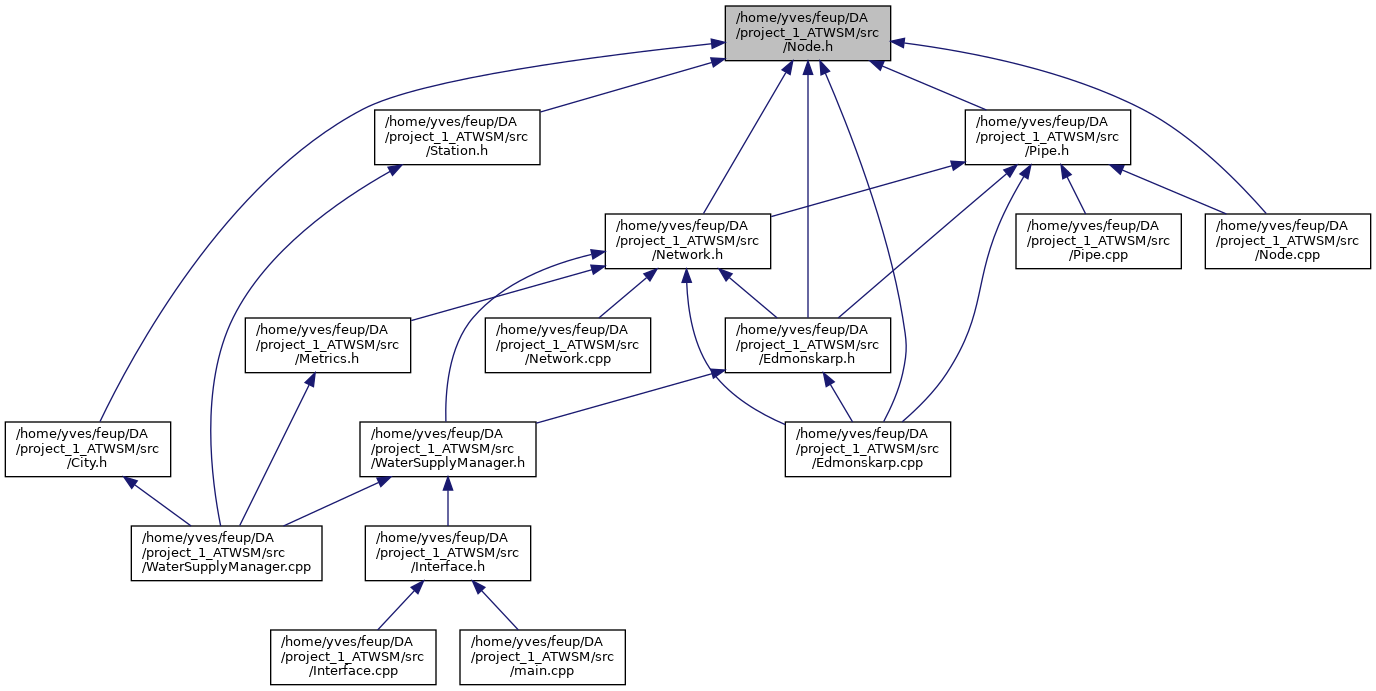 /home/yves/feup/DA
/project_1_ATWSM/src
/Node.h
/home/yves/feup/DA
/project_1_ATWSM/src
/Station.h
/home/yves/feup/DA
/project_1_ATWSM/src
/Pipe.h
/home/yves/feup/DA
/project_1_ATWSM/src
/Network.h
/home/yves/feup/DA
/project_1_ATWSM/src
/Pipe.cpp
/home/yves/feup/DA
/project_1_ATWSM/src
/Node.cpp
/home/yves/feup/DA
/project_1_ATWSM/src
/Metrics.h
/home/yves/feup/DA
/project_1_ATWSM/src
/Network.cpp
/home/yves/feup/DA
/project_1_ATWSM/src
/Edmonskarp.h
/home/yves/feup/DA
/project_1_ATWSM/src
/City.h
/home/yves/feup/DA
/project_1_ATWSM/src
/WaterSupplyManager.h
/home/yves/feup/DA
/project_1_ATWSM/src
/Edmonskarp.cpp
/home/yves/feup/DA
/project_1_ATWSM/src
/WaterSupplyManager.cpp
/home/yves/feup/DA
/project_1_ATWSM/src
/Interface.h
/home/yves/feup/DA
/project_1_ATWSM/src
/Interface.cpp
/home/yves/feup/DA
/project_1_ATWSM/src
/main.cpp